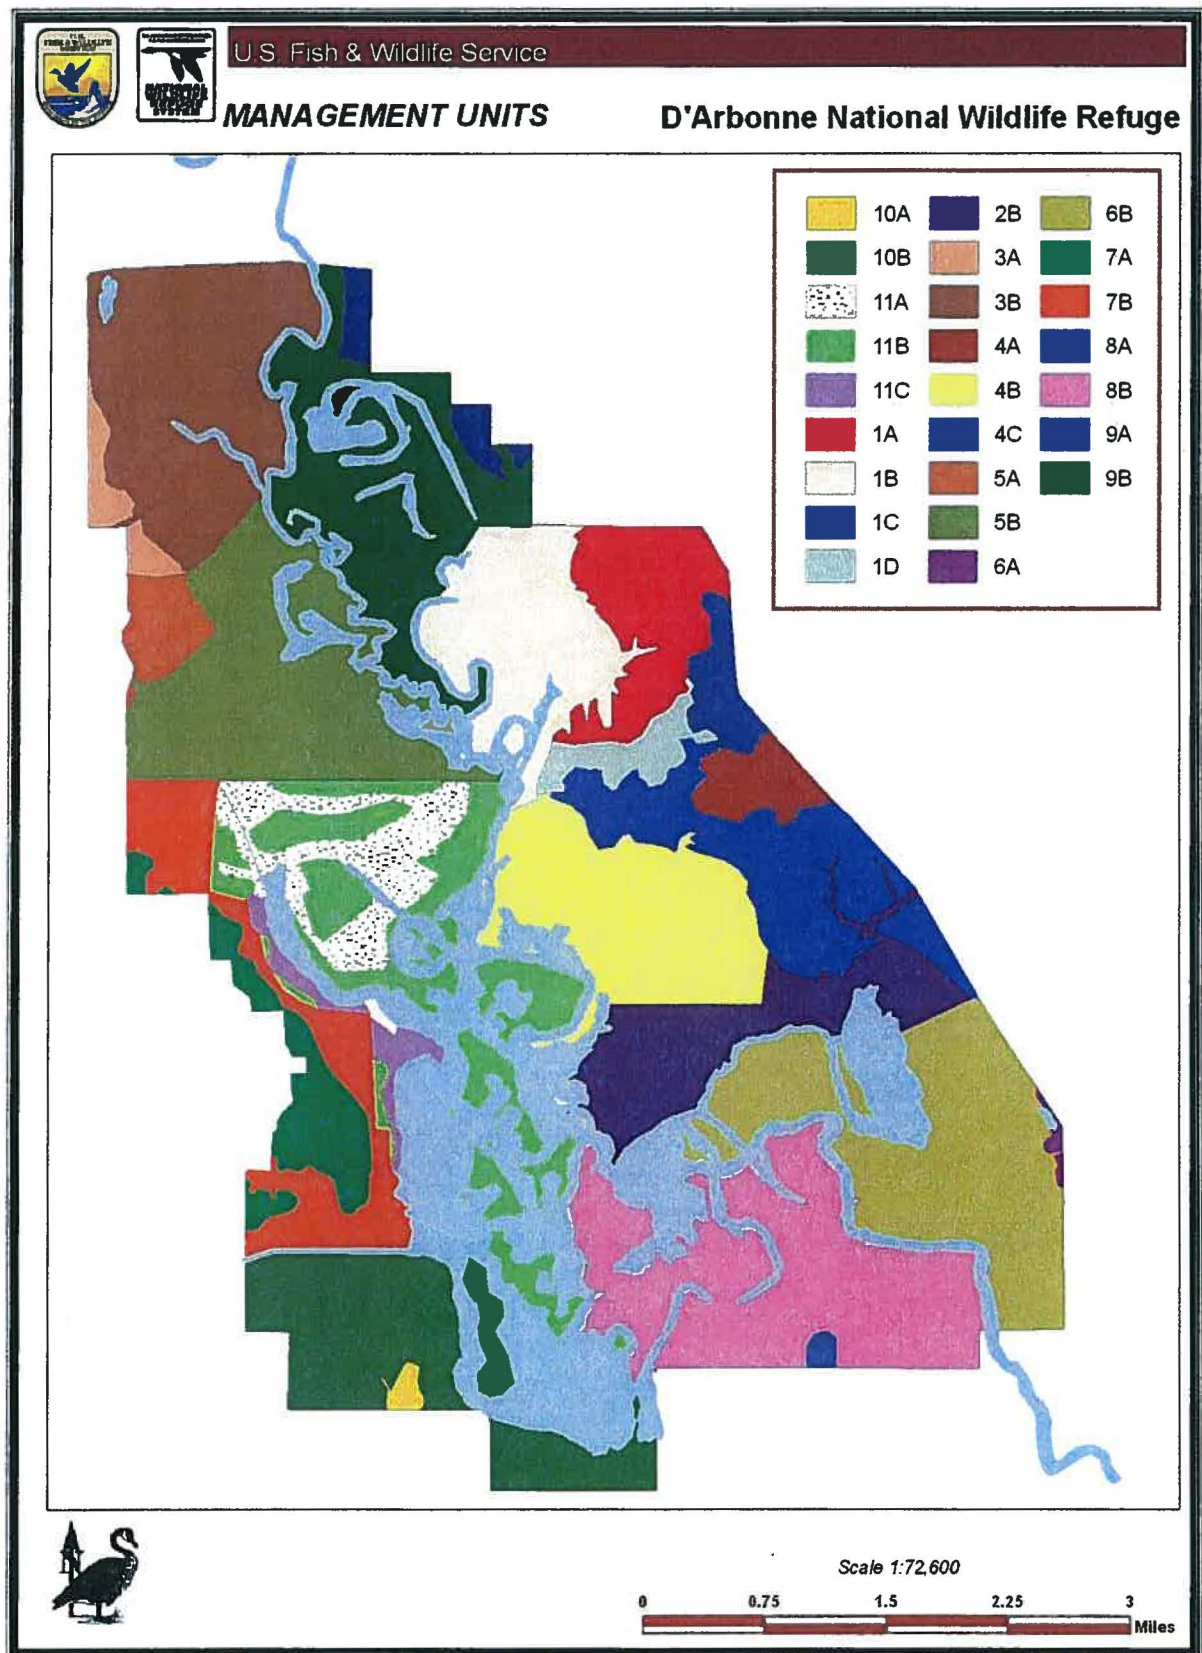 U.S. Fish & Wildlife Service
MANAGEMENT UNITS D'Arbonne National Wildlife Refuge
10A 2B 6B
10B 3A 7A
11A 3B 7B
11B 4A 8A
11C 4B 8B
1A 4C 9A
1B 5A 9B
1C 5B
1D 6A
Scale 1:72,600
0 0.75 1.5 2.25 3
Miles